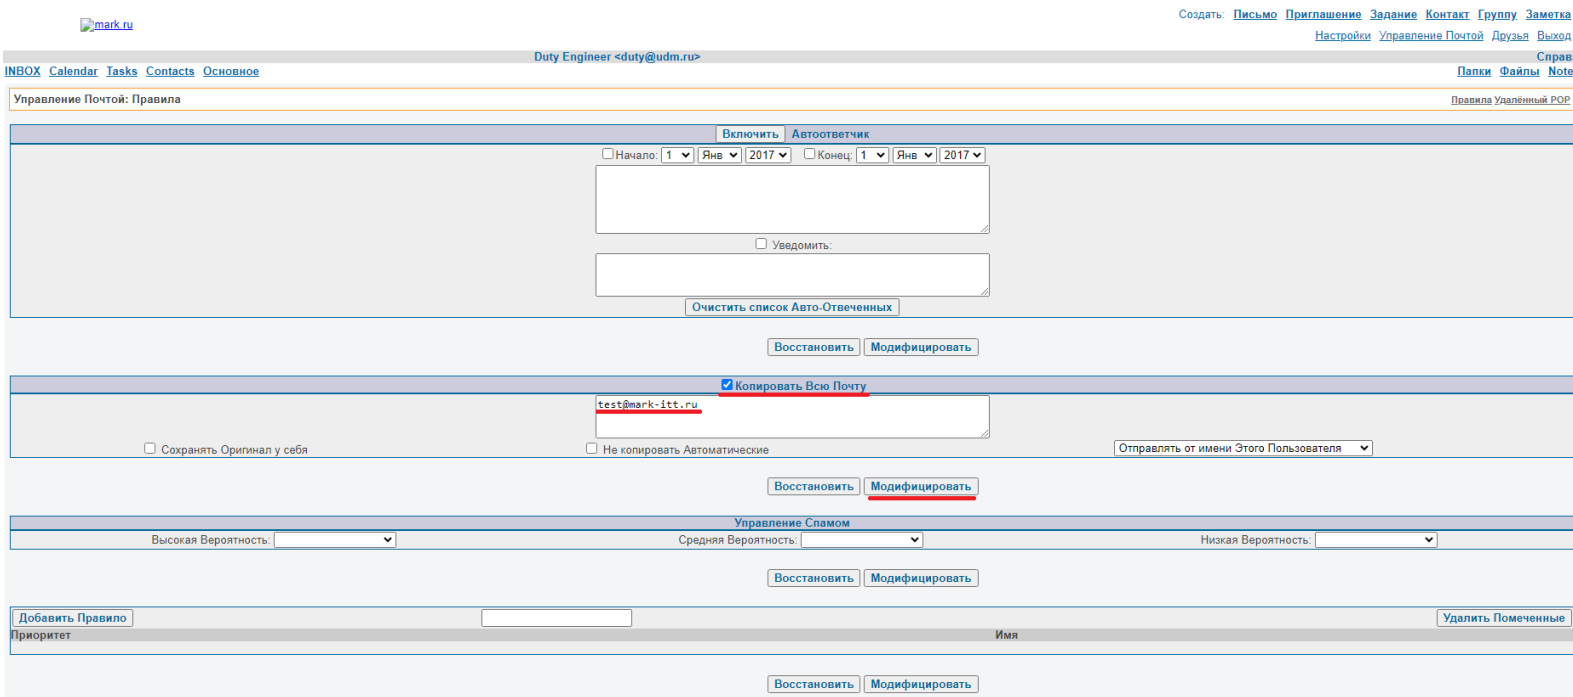 mark.ru
Создать: Письмо Приглашение Задание Контакт Группу Заметка
Настройки Управление Почтой Друзья Выход
Duty Engineer <duty@udm.ru> Справ
INBOX Calendar Tasks Contacts Основное Папки Файлы Note
Управление Почтой: Правила Правила Удалённый POP
Включить Автоответчик
Начало: 1 Янв 2017 Конец: 1 Янв 2017
Уведомить:
Очистить список Авто-Отвеченных
Восстановить Модифицировать
Копировать Всю Почту
test@mark-itt.ru
Сохранять Оригинал у себя Не копировать Автоматические Отправлять от имени Этого Пользователя
Восстановить Модифицировать
Управление Спамом
Высокая Вероятность: Средняя Вероятность: Низкая Вероятность:
Восстановить Модифицировать
Добавить Правило Удалить Помеченные
Приоритет Имя
Восстановить Модифицировать